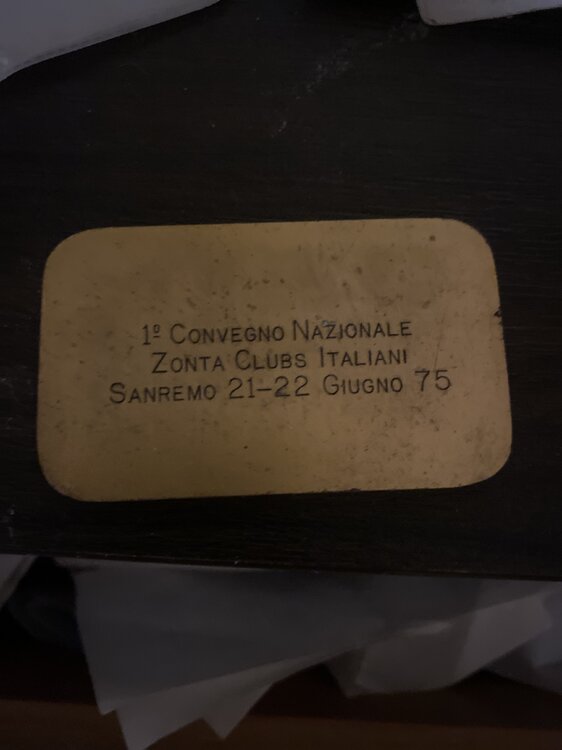 1º Convegno Nazionale
Zonta Clubs Italiani
Sanremo 21-22 Giugno 75